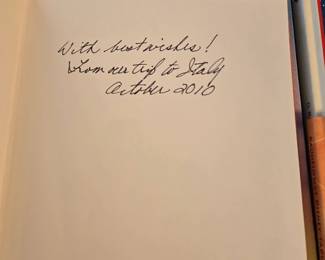 With best wishes!
From our trip to Italy
October 2010